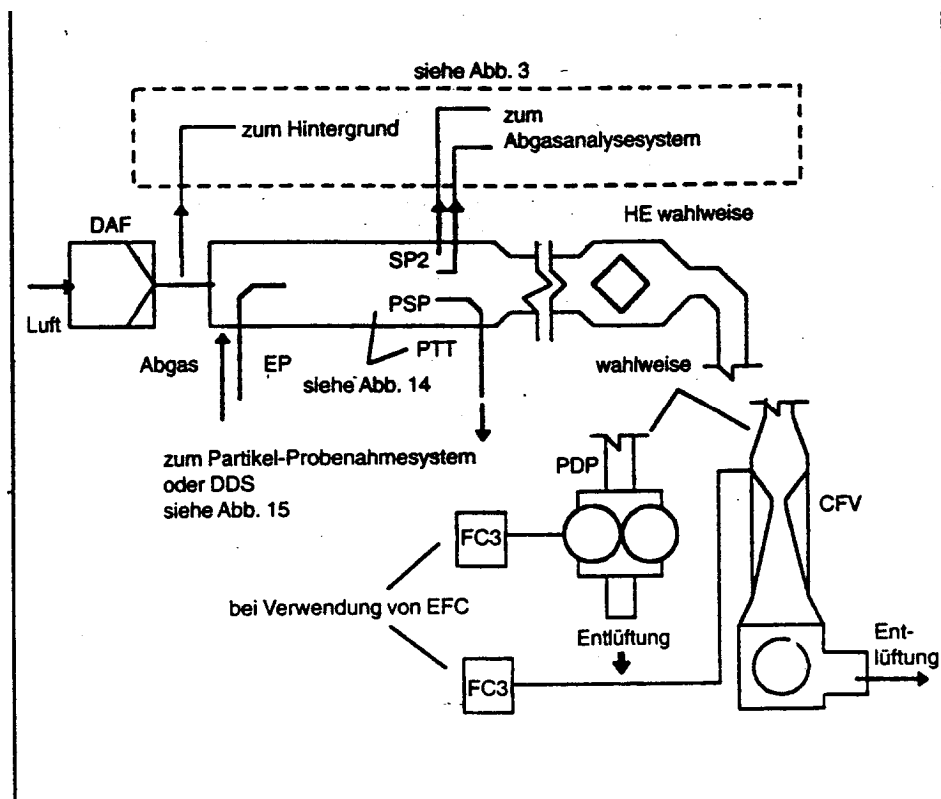 siehe Abb. 3
zum Hintergrund
zum
Abgasanalysesystem
DAF
HE wahlweise
SP2
Luft
PSP
Abgas
EP
PTT
siehe Abb. 14
wahlweise
zum Partikel-Probenahmesystem
oder DDS
siehe Abb. 15
PDP
CFV
FC3
bei Verwendung von EFC
Entlüftung
Ent-
lüftung
FC3